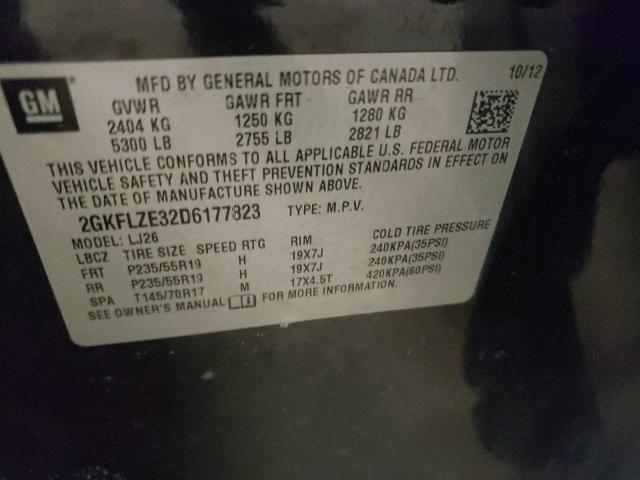 GM
MFD BY GENERAL MOTORS OF CANADA LTD. 10/12
GVWR GAWR FRT GAWR RR
2404 KG 1250 KG 1280 KG
5300 LB 2755 LB 2821 LB
THIS VEHICLE CONFORMS TO ALL APPLICABLE U.S. FEDERAL MOTOR
VEHICLE SAFETY AND THEFT PREVENTION STANDARDS IN EFFECT ON
THE DATE OF MANUFACTURE SHOWN ABOVE.
2GKFLZE32D6177823 TYPE: M.P.V.
MODEL: LJ26
LBCZ TIRE SIZE SPEED RTG RIM COLD TIRE PRESSURE
FRT P235/55R19 H 19X7J 240KPA(35PSI)
RR P235/55R19 H 19X7J 240KPA(35PSI)
SPA T145/70R17 M 17X4.5T 420KPA(60PSI)
SEE OWNER'S MANUAL FOR MORE INFORMATION.